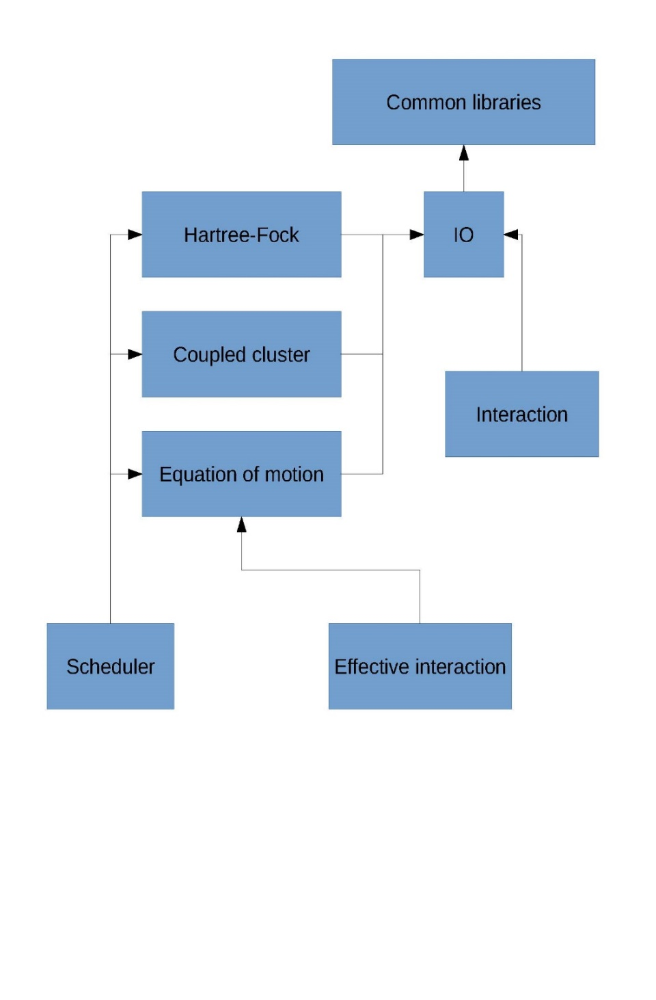 Common libraries
Hartree-Fock
IO
Coupled cluster
Interaction
Equation of motion
Scheduler
Effective interaction